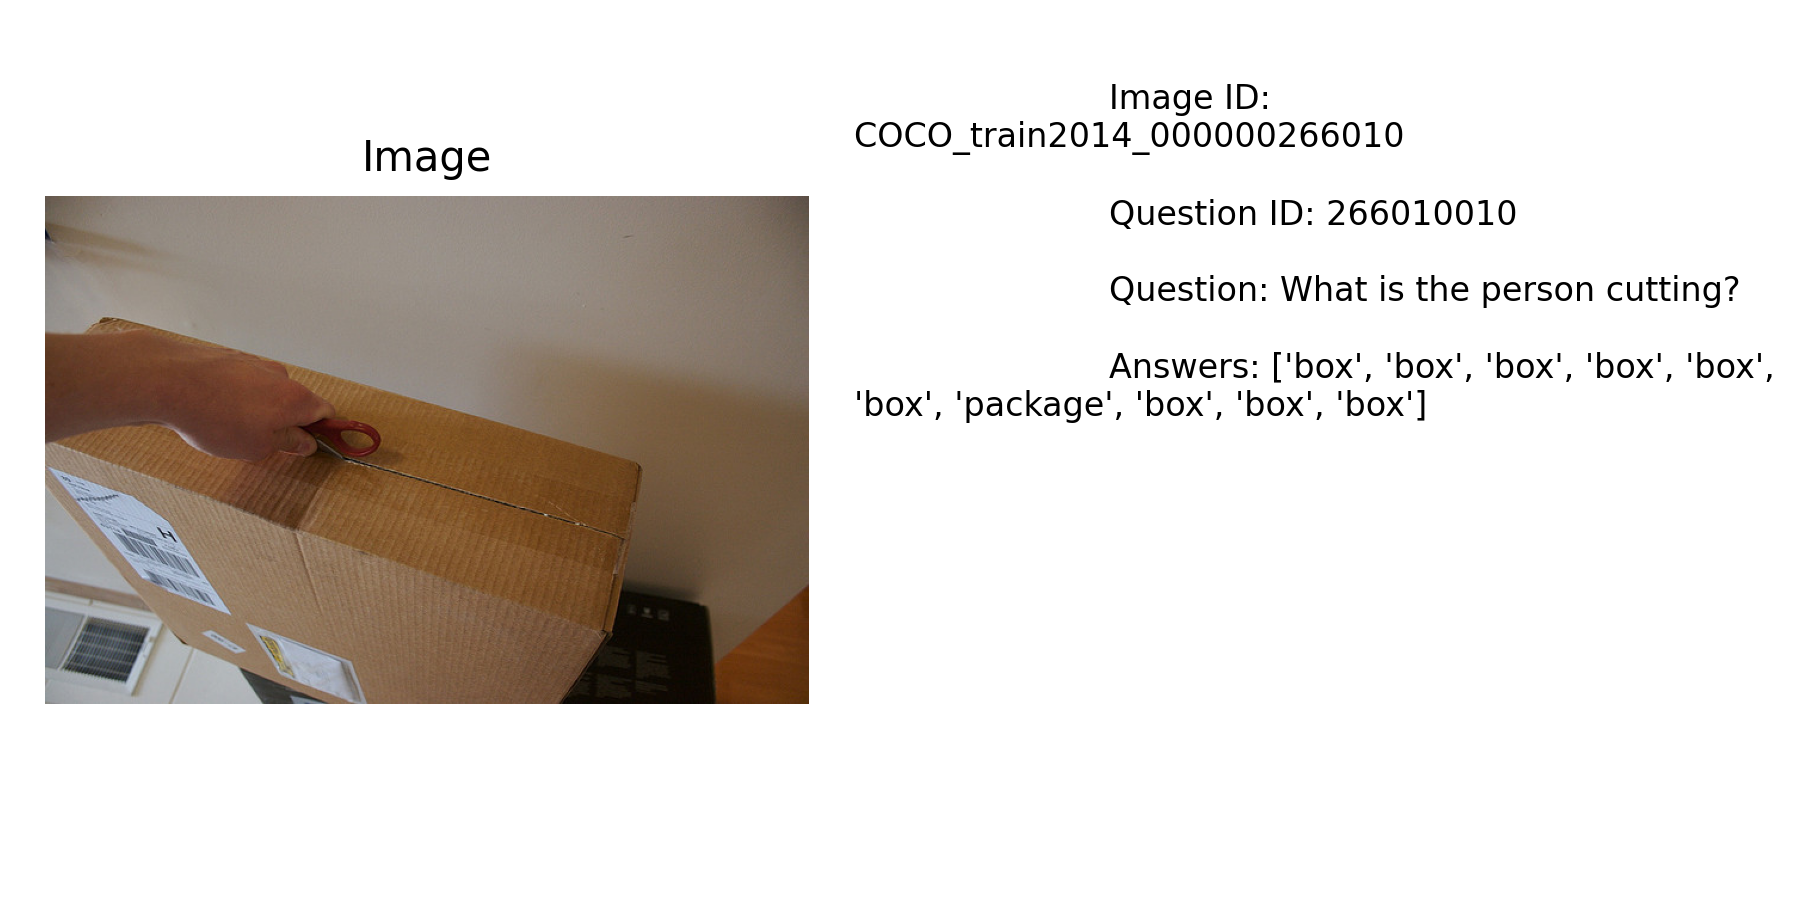 Image ID:
COCO_train2014_000000266010
Image
Question ID: 266010010
Question: What is the person cutting?
Answers: ['box', 'box', 'box', 'box', 'box',
'box', 'package', 'box', 'box', 'box']
H